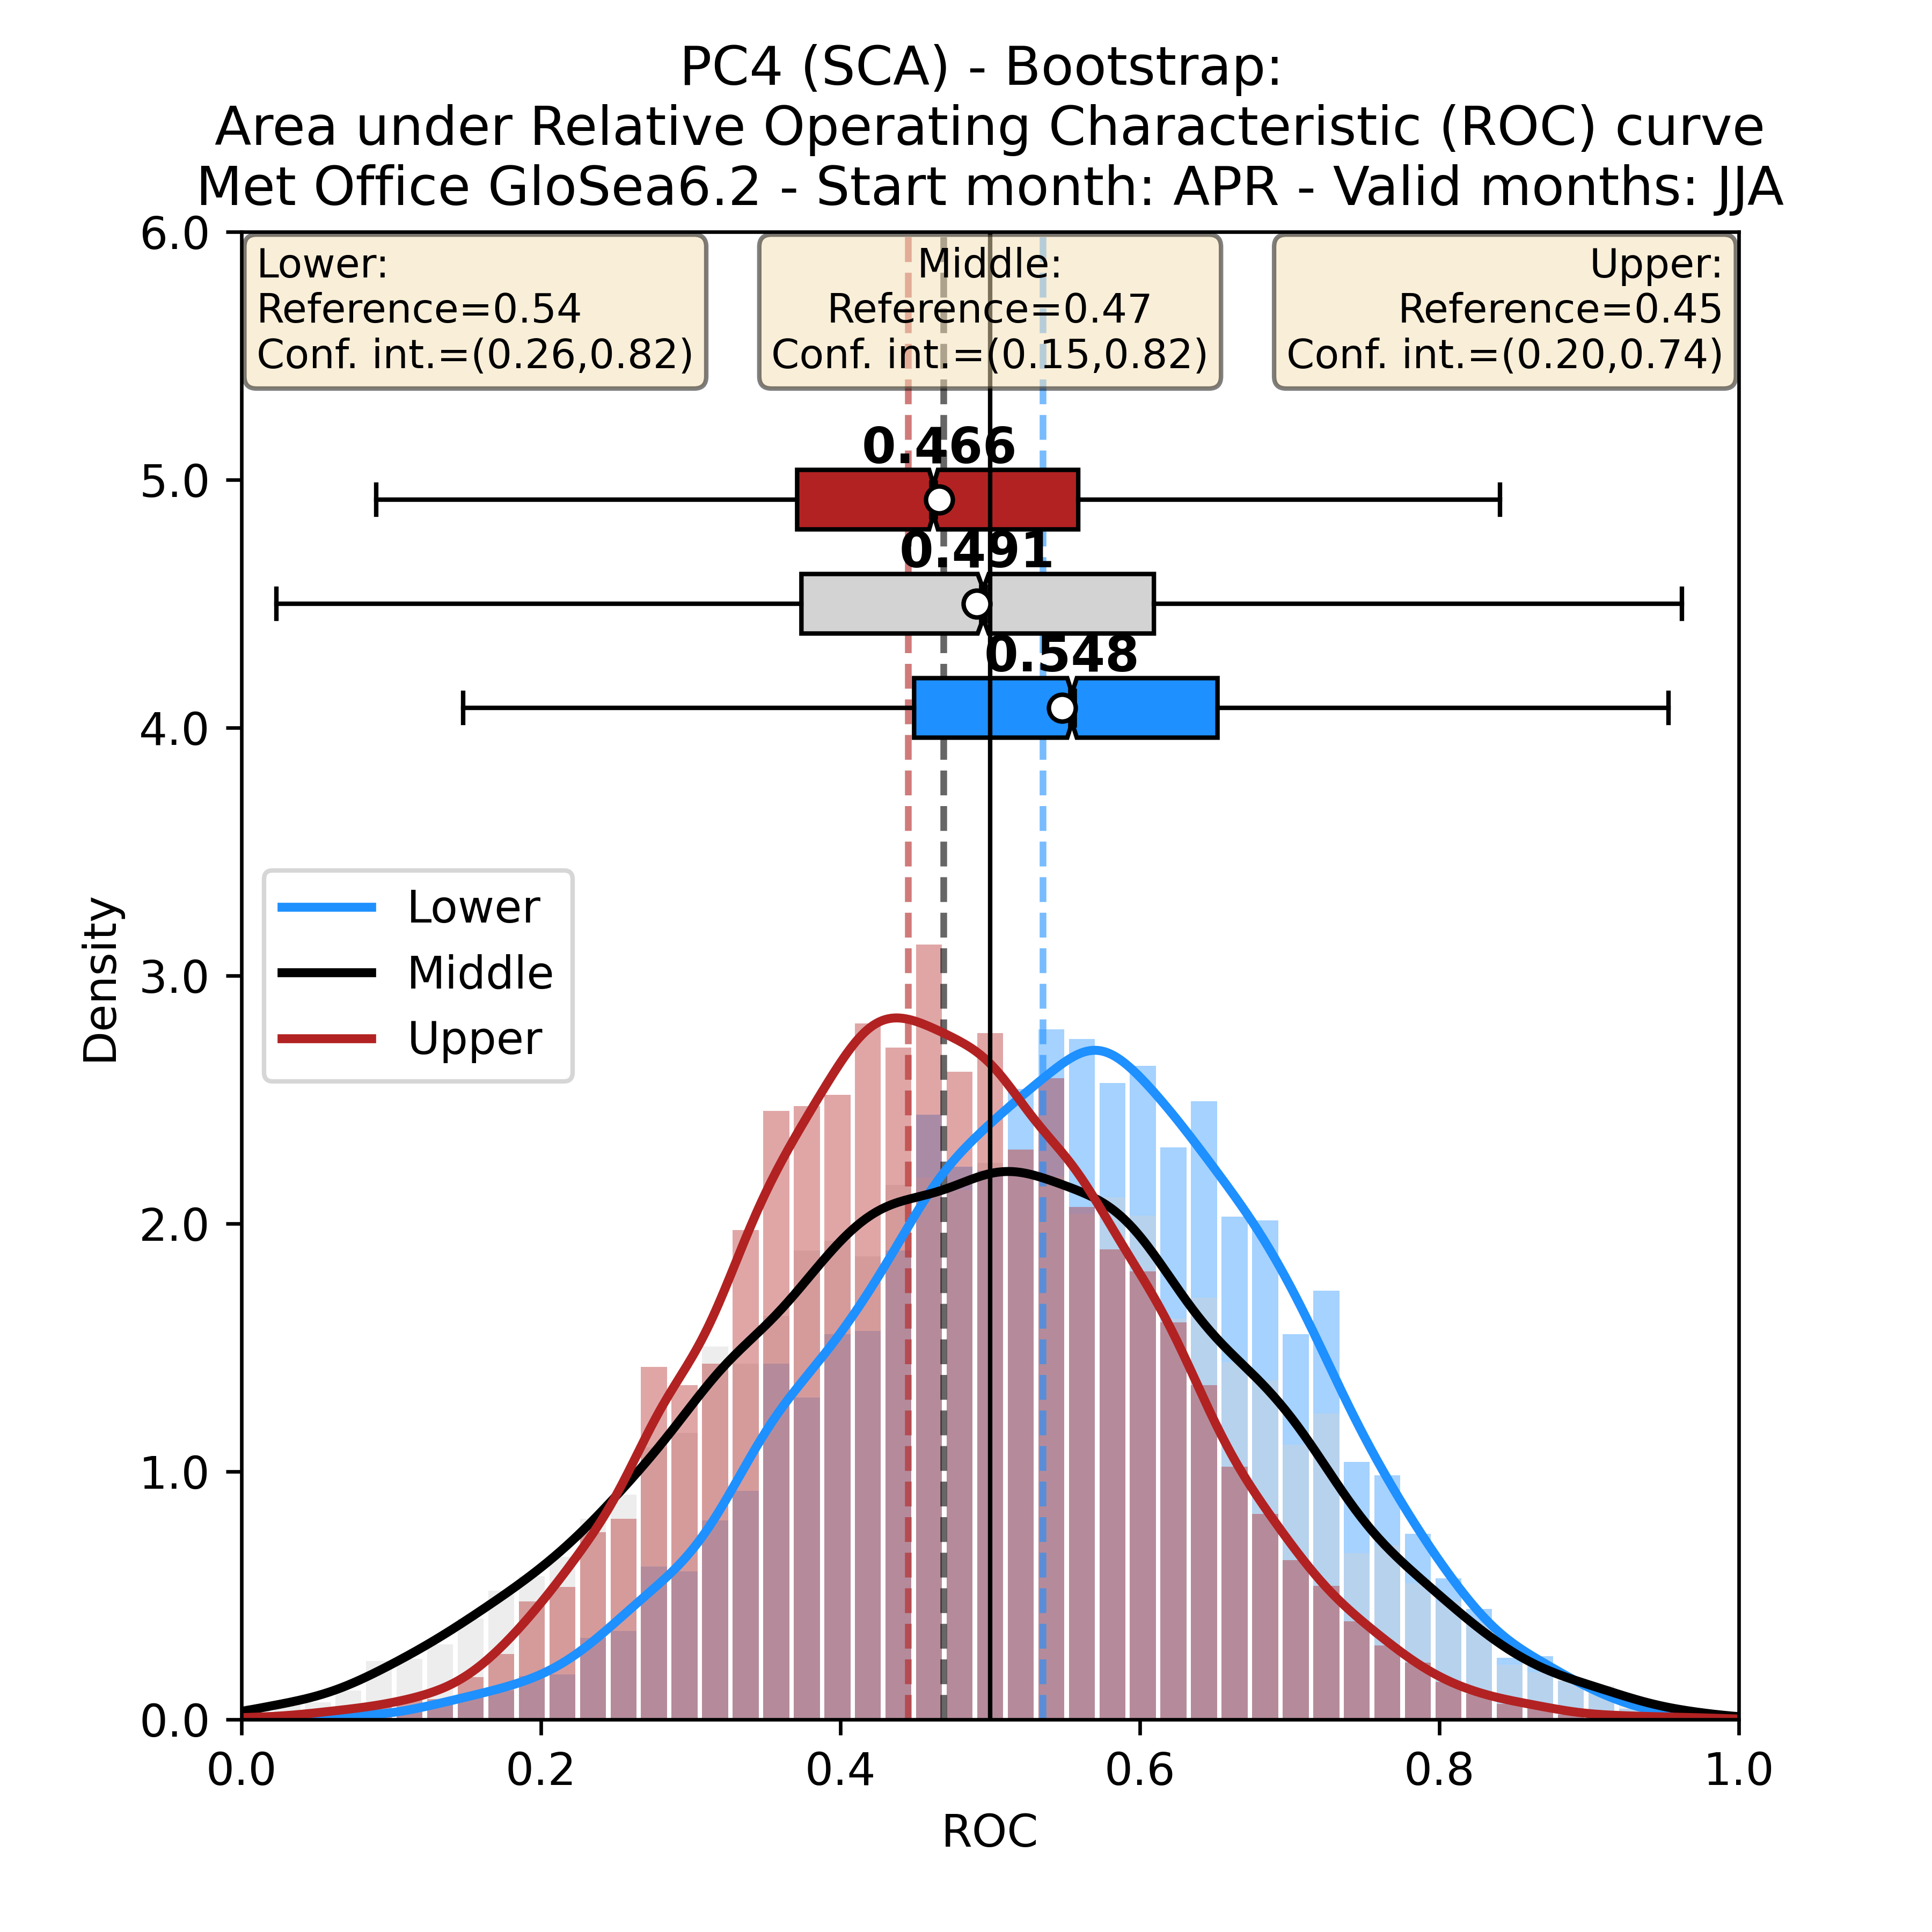 PC4 (SCA) - Bootstrap:
Area under Relative Operating Characteristic (ROC) curve
Met Office GloSea6.2 - Start month: APR - Valid months: JJA
Lower:
Reference=0.54
Conf. int.=(0.26,0.82)
Middle:
Reference=0.47
Conf. int.=(0.15,0.82)
Upper:
Reference=0.45
Conf. int.=(0.20,0.74)
0.466
0.491
0.548
Lower
Middle
Upper
Density
6.0
5.0
4.0
3.0
2.0
1.0
0.0
0.0 0.2 0.4 0.6 0.8 1.0
ROC